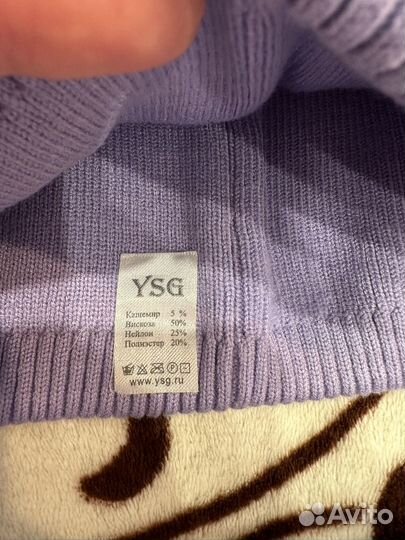 YSG
Кашемир 5 %
Вискоза 50%
Нейлон 25%
Полиэстер 20%
www.ysg.ru
Avito